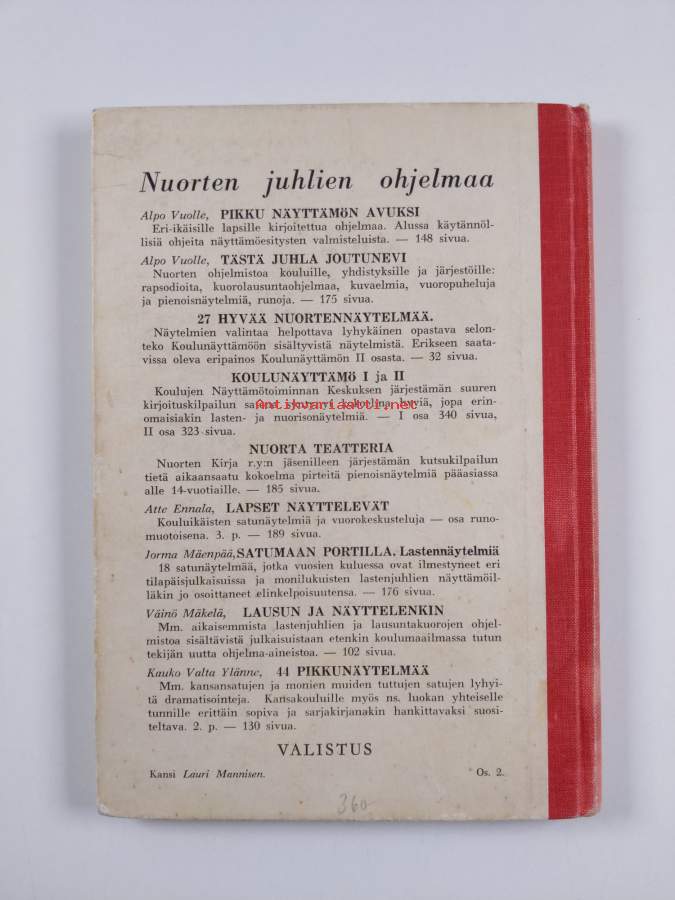 Nuorten juhlien ohjelmaa
Alpo Vuolle, PIKKU NÄYTTÄMÖN AVUKSI
Eri-ikäisille lapsille kirjoitettua ohjelmaa. Alussa käytännöl-
lisiä ohjeita näyttämöesitysten valmisteluista. — 148 sivua.
Alpo Vuolle, TÄSTÄ JUHLA JOUTUNEVI
Nuorten ohjelmistoa kouluille, yhdistyksille ja järjestöille:
rapsodioita, kuorolausuntaohjelmaa, kuvaelmia, vuoropuheluja
ja pienoisnäytelmiä, runoja. — 175 sivua.
27 HYVÄÄ NUORTENNÄYTELMÄÄ.
Näytelmien valintaa helpottava lyhykäinen opastava selon-
teko Koulunäyttämöön sisältyvistä näytelmistä. Erikseen saata-
vissa oleva eripainos Koulunäyttämön II osasta. — 32 sivua.
KOULUNÄYTTÄMÖ I ja II
Koulujen Näyttämötoiminnan Keskuksen järjestämän suuren
kirjoituskilpailun hyviä, jopa erin-
Antikvariaatti.net
omaisiakin lasten- ja nuorisonäytelmiä. — I osa 340 sivua,
II osa 323 sivua.
NUORTA TEATTERIA
Nuorten Kirja r.y:n jäsenilleen järjestämän kutsukilpailun
tietä aikaansaatu kokoelma pirteitä pienoisnäytelmiä pääasiassa
alle 14-vuotiaille. — 185 sivua.
Atte Ennala, LAPSET NÄYTTELEVÄT
Kouluikäisten satunäytelmiä ja vuorokeskusteluja — osa runo-
muotoisena. 3. p. — 189 sivua.
Jorma Mäenpää, SATUMAAN PORTILLA. Lastennäytelmiä
18 satunäytelmää, jotka vuosien kuluessa ovat ilmestyneet eri
tilapäisjulkaisuissa ja monilukuisten lastenjuhlien näyttämöil-
läkin jo osoittaneet elinkelpoisuutensa. — 176 sivua.
Väinö Mäkelä, LAUSUN JA NÄYTTELENKIN
Mm. aikaisemmista lastenjuhlien ja lausuntakuorojen ohjel-
mistoa sisältävistä julkaisuistaan etenkin koulumaailmassa tutun
tekijän uutta ohjelma-aineistoa. — 102 sivua.
Kauko Valta Ylänne, 44 PIKKUNÄYTELMÄÄ
Mm. kansansatujen ja monien muiden tuttujen satujen lyhyi-
tä dramatisointeja. Kansakouluille myös ns. luokan yhteiselle
tunnille erittäin sopiva ja sarjakirjanakin hankittavaksi suosi-
teltava. 2. p. — 130 sivua.
VALISTUS
Kansi Lauri Mannisen.
Os. 2.
360